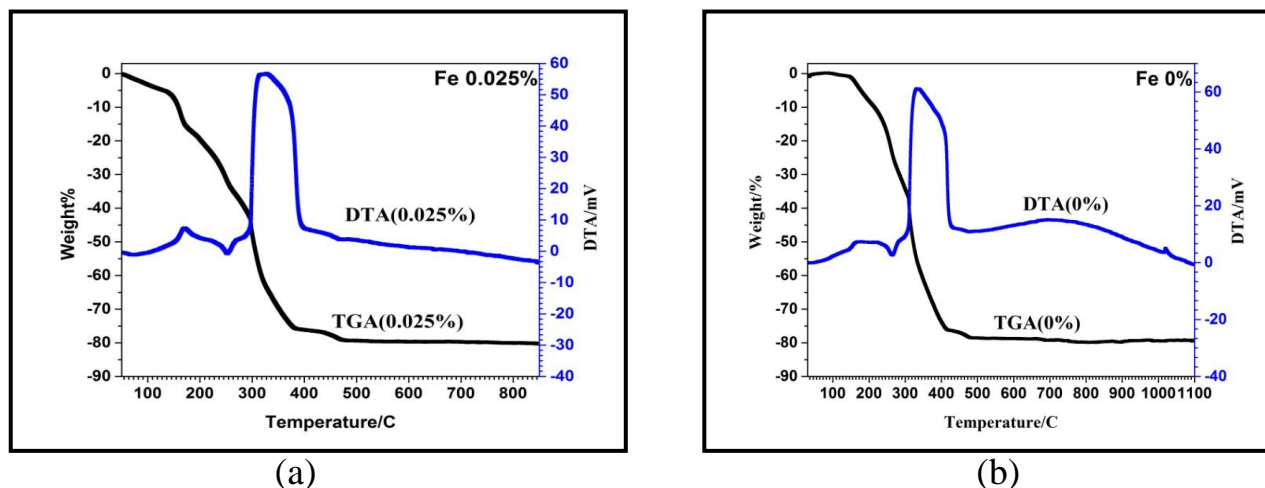 Fe 0.025%
0
-10
-20
-30
-40
-50
-60
-70
-80
-90
Weight%
60
50
40
30
20
10
0
-10
-20
-30
-40
DTA/mV
DTA(0.025%)
TGA(0.025%)
100 200 300 400 500 600 700 800
Temperature/C
(a)
Fe 0%
0
-10
-20
-30
-40
-50
-60
-70
-80
-90
Weight/%
60
40
20
0
-20
-40
DTA/mV
DTA(0%)
TGA(0%)
100 200 300 400 500 600 700 800 900 1000 1100
Temperature/C
(b)